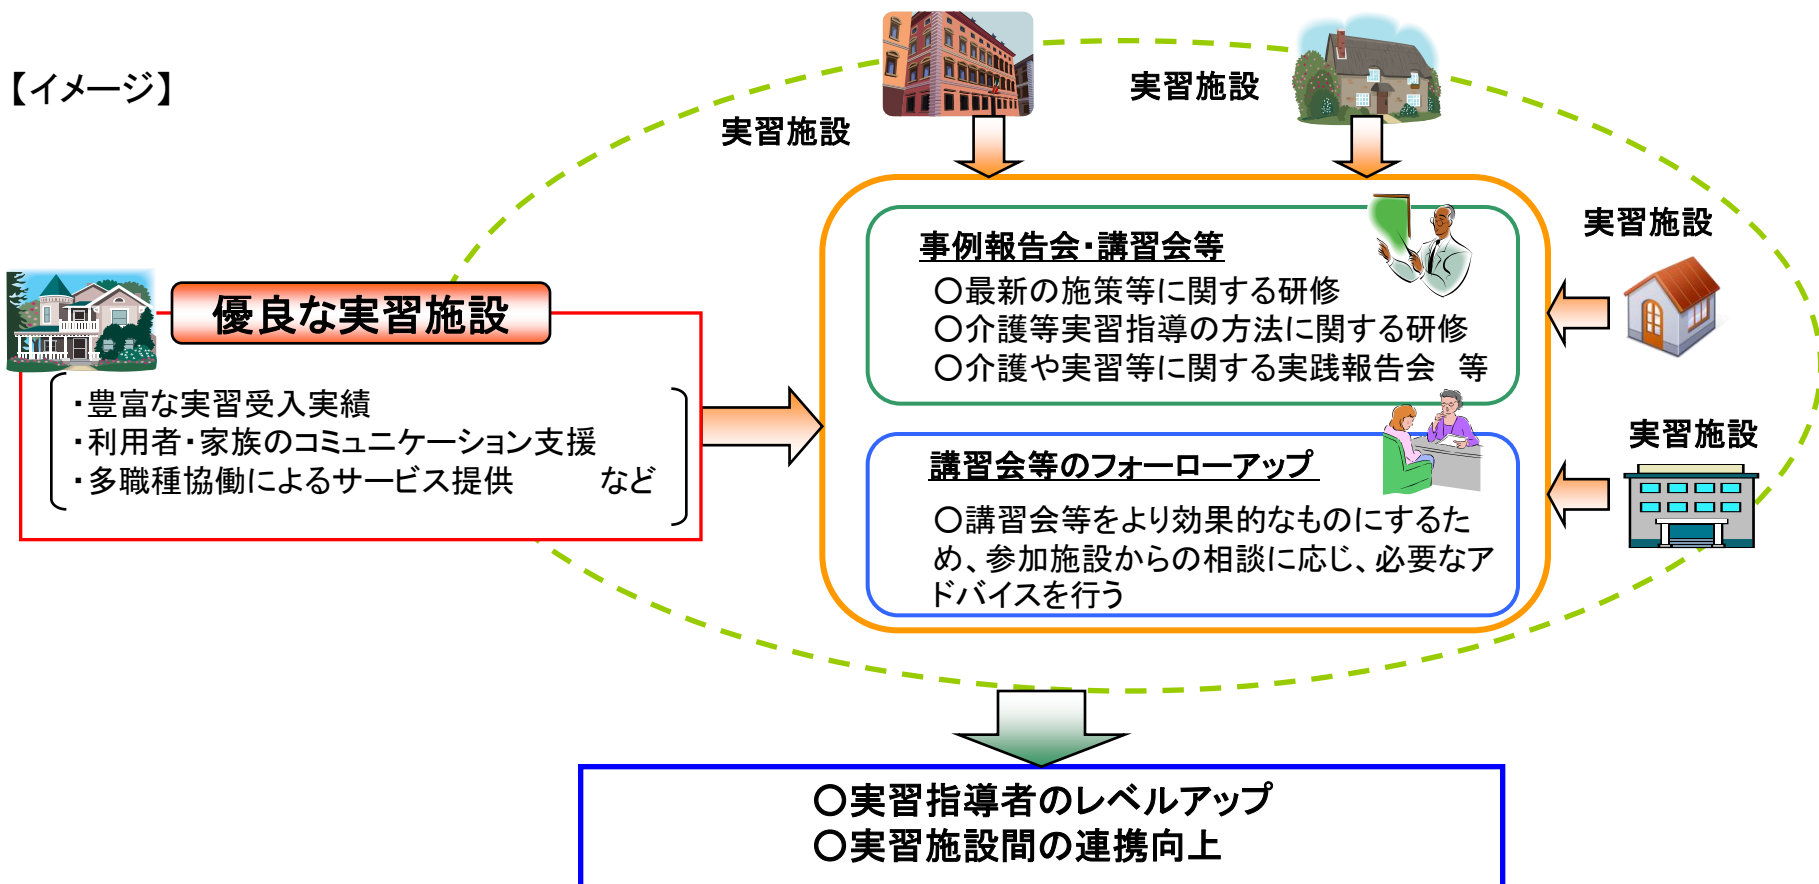 【イメージ】
実習施設
実習施設
実習施設
実習施設
優良な実習施設
・豊富な実習受入実績
・利用者・家族のコミュニケーション支援
・多職種協働によるサービス提供　　など
事例報告会・講習会等
○最新の施策等に関する研修
○介護等実習指導の方法に関する研修
○介護や実習等に関する実践報告会　等
講習会等のフォーローアップ
○講習会等をより効果的なものにするた
め、参加施設からの相談に応じ、必要なア
ドバイスを行う
○実習指導者のレベルアップ
○実習施設間の連携向上